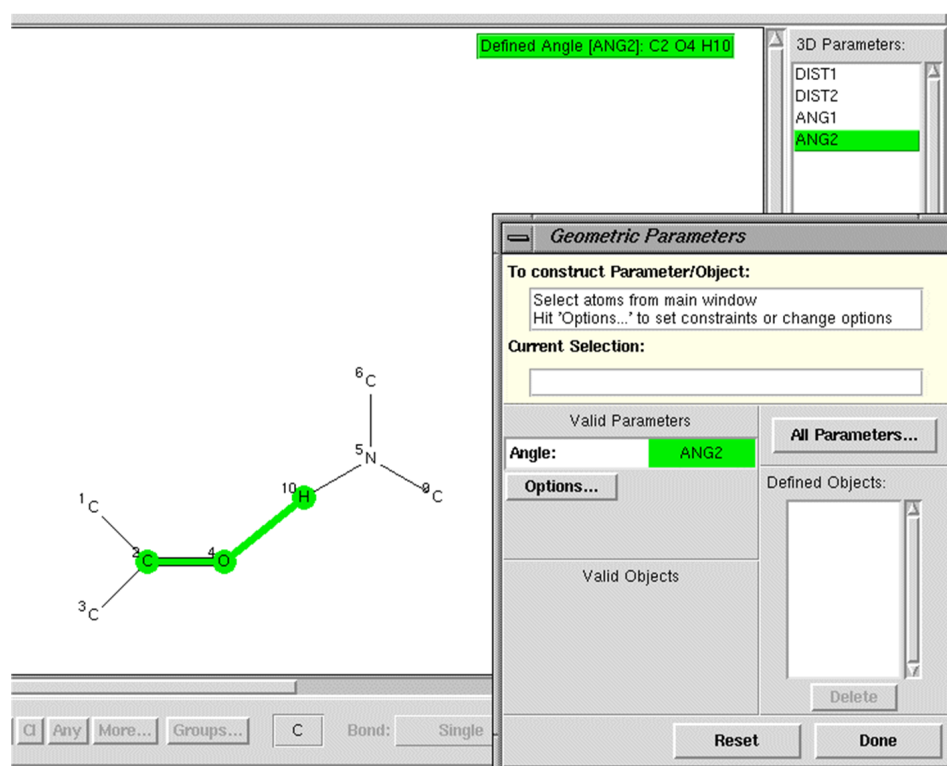 Defined Angle [ANG2]: C2 O4 H10
3D Parameters:
DIST1
DIST2
ANG1
ANG2
Geometric Parameters
To construct Parameter/Object:
Select atoms from main window
Hit 'Options...' to set constraints or change options
Current Selection:
Valid Parameters
All Parameters...
Angle: ANG2
Options...
Defined Objects:
Valid Objects
Delete
Reset Done
6 C
5 N
10 H
9 C
1 C
2 C
4 O
3 C
Cl Any More... Groups... C Bond: Single